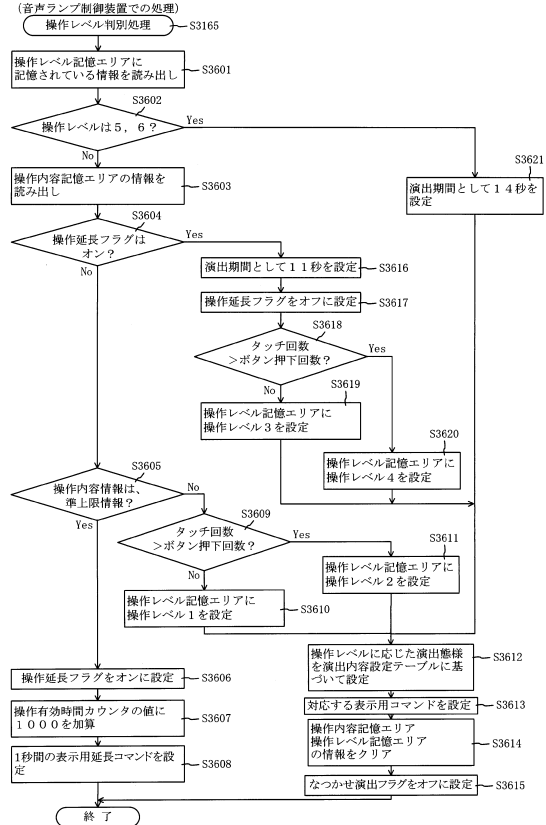 (音声ランプ制御装置での処理)
操作レベル判別処理
S3165
操作レベル記憶エリアに
記憶されている情報を読み出し
S3601
S3602
操作レベルは5，6？
Yes
No
操作内容記憶エリアの情報を
読み出し
S3603
S3621
演出期間として14秒を
設定
S3604
操作延長フラグは
オン？
Yes
No
演出期間として11秒を設定
S3616
操作延長フラグをオフに設定
S3617
S3618
タッチ回数
＞ボタン押下回数？
Yes
No
S3619
操作レベル記憶エリアに
操作レベル3を設定
S3620
操作レベル記憶エリアに
操作レベル4を設定
S3605
操作内容情報は、
準上限情報？
No
Yes
S3609
タッチ回数
＞ボタン押下回数？
Yes
No
S3611
操作レベル記憶エリアに
操作レベル2を設定
操作レベル記憶エリアに
操作レベル1を設定
S3610
操作レベルに応じた演出態様
を演出内容設定テーブルに基
づいて設定
S3612
操作延長フラグをオンに設定
S3606
対応する表示用コマンドを設定
S3613
操作有効時間カウンタの値に
1000を加算
S3607
操作内容記憶エリア
操作レベル記憶エリア
の情報をクリア
S3614
1秒間の表示用延長コマンドを設
定
S3608
なつかせ演出フラグをオフに設定
S3615
終了